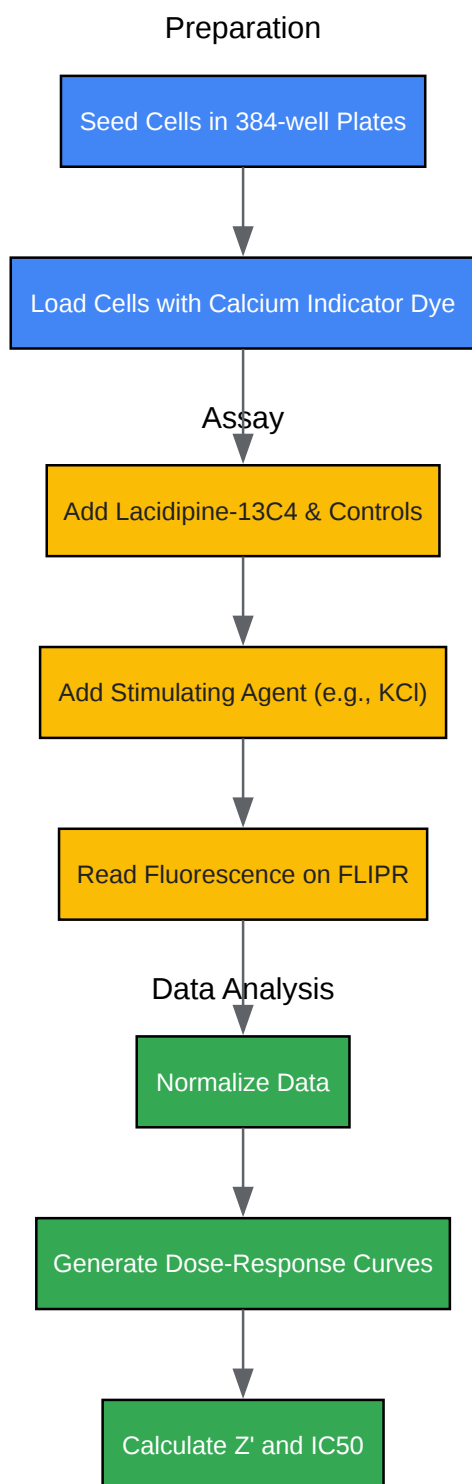 Preparation
Seed Cells in 384-well Plates
Load Cells with Calcium Indicator Dye
Assay
Add Lacidipine-13C4 & Controls
Add Stimulating Agent (e.g., KCl)
Read Fluorescence on FLIPR
Data Analysis
Normalize Data
Generate Dose-Response Curves
Calculate Z' and IC50